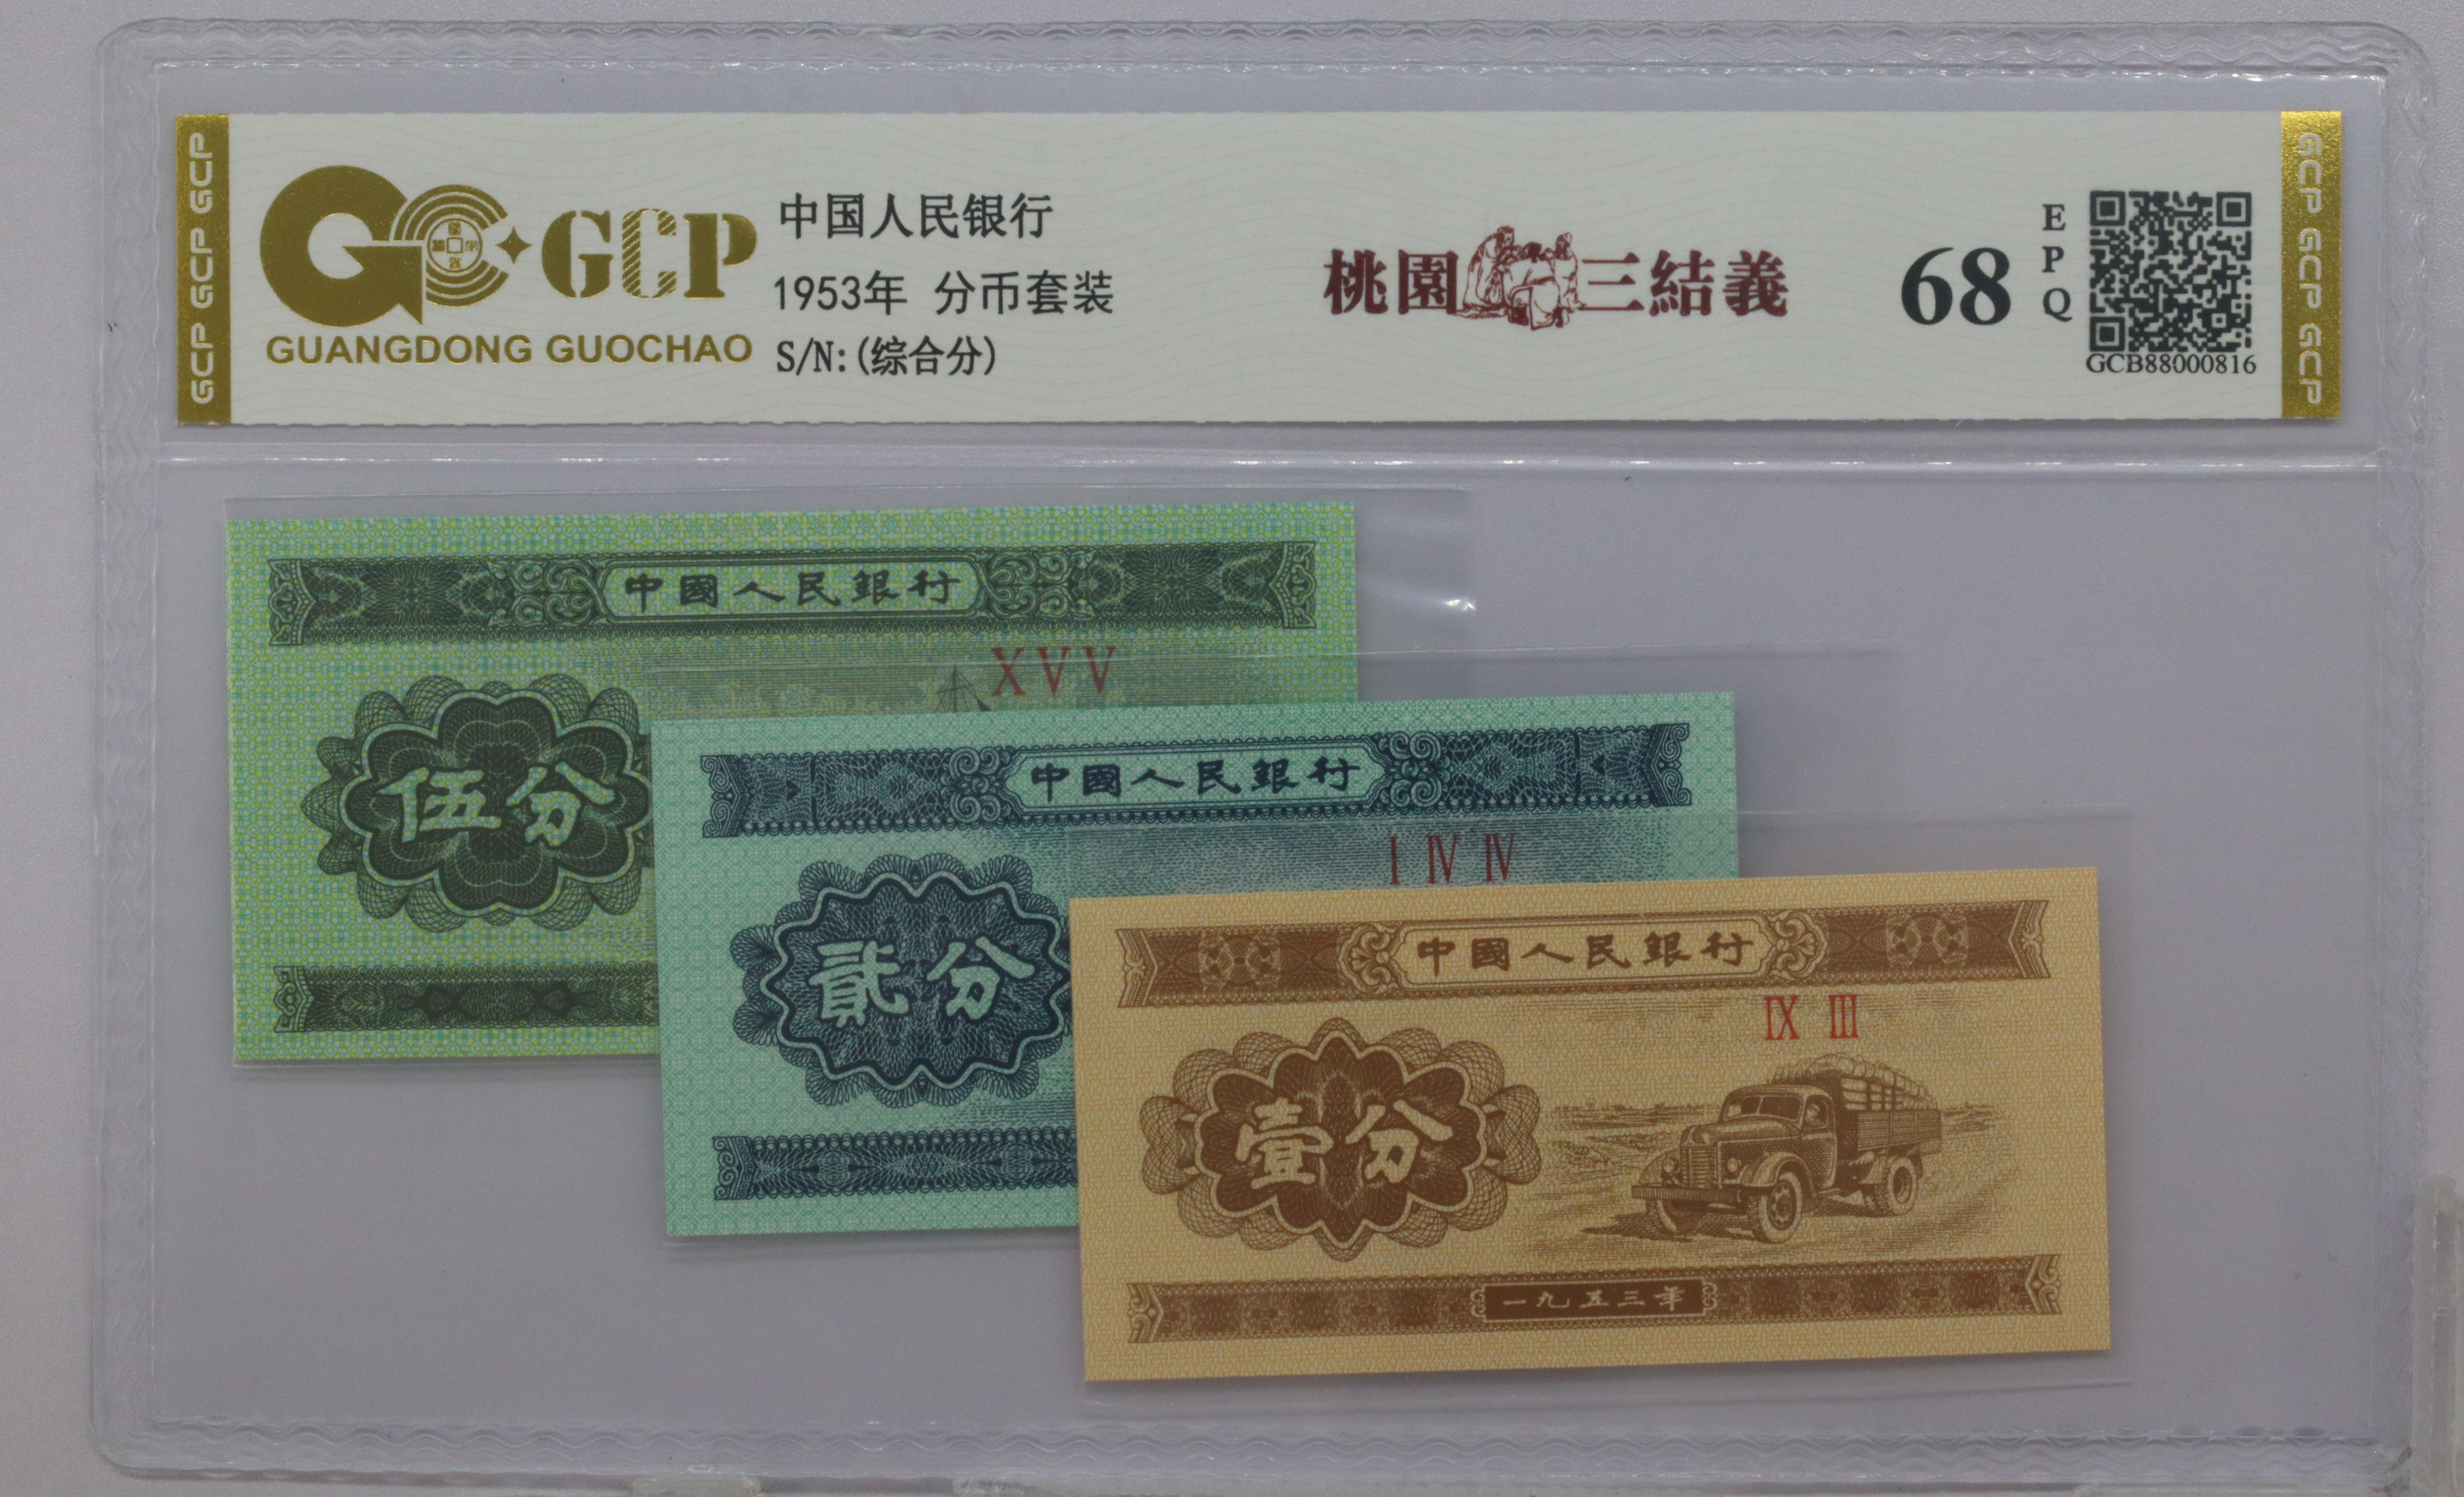 GCP GCP GCP
GCP
GUANGDONG GUOCHAO
中国人民银行
1953年 分币套装
S/N:(综合分)
桃園三結義
68
EPQ
GCB88000816
GCP GCP GCP
中國人民銀行
XVV
伍分
中國人民銀行
I IV IV
貳分
中國人民銀行
IX III
壹分
一九五三年